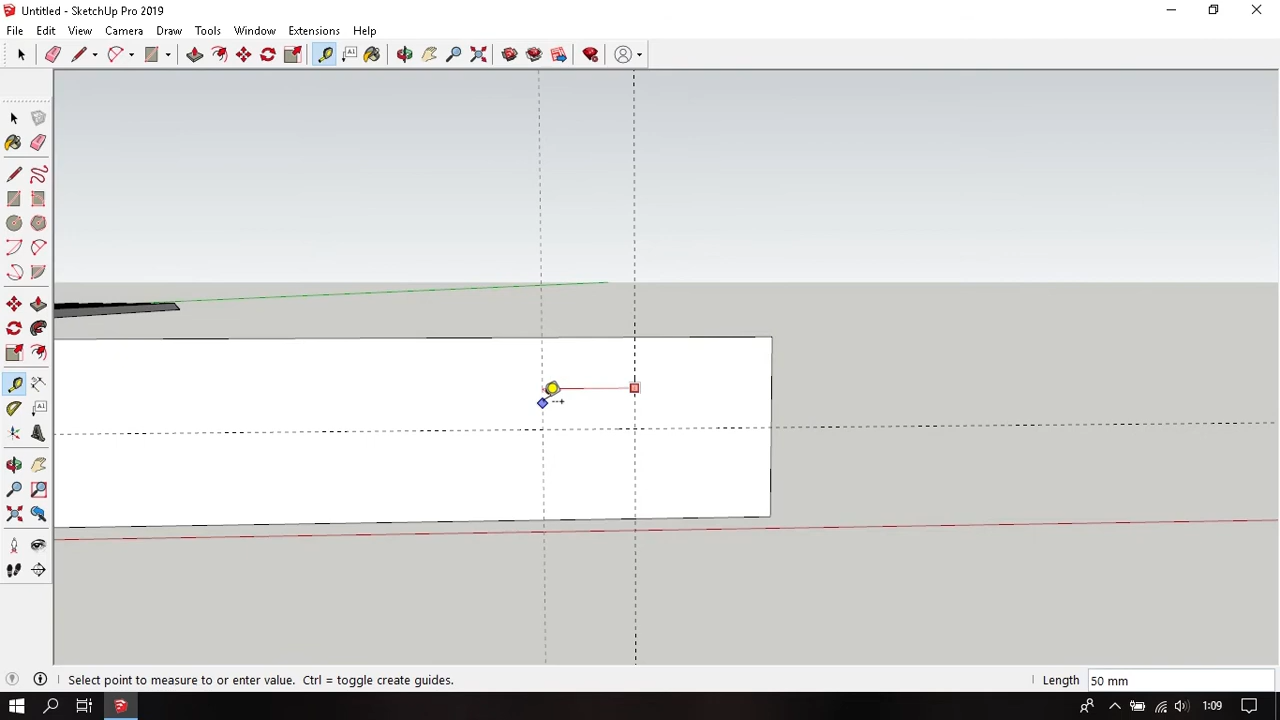 Untitled - SketchUp Pro 2019
File Edit View Camera Draw Tools Window Extensions Help
Select point to measure to or enter value. Ctrl = toggle create guides.
Length 50 mm
1:09